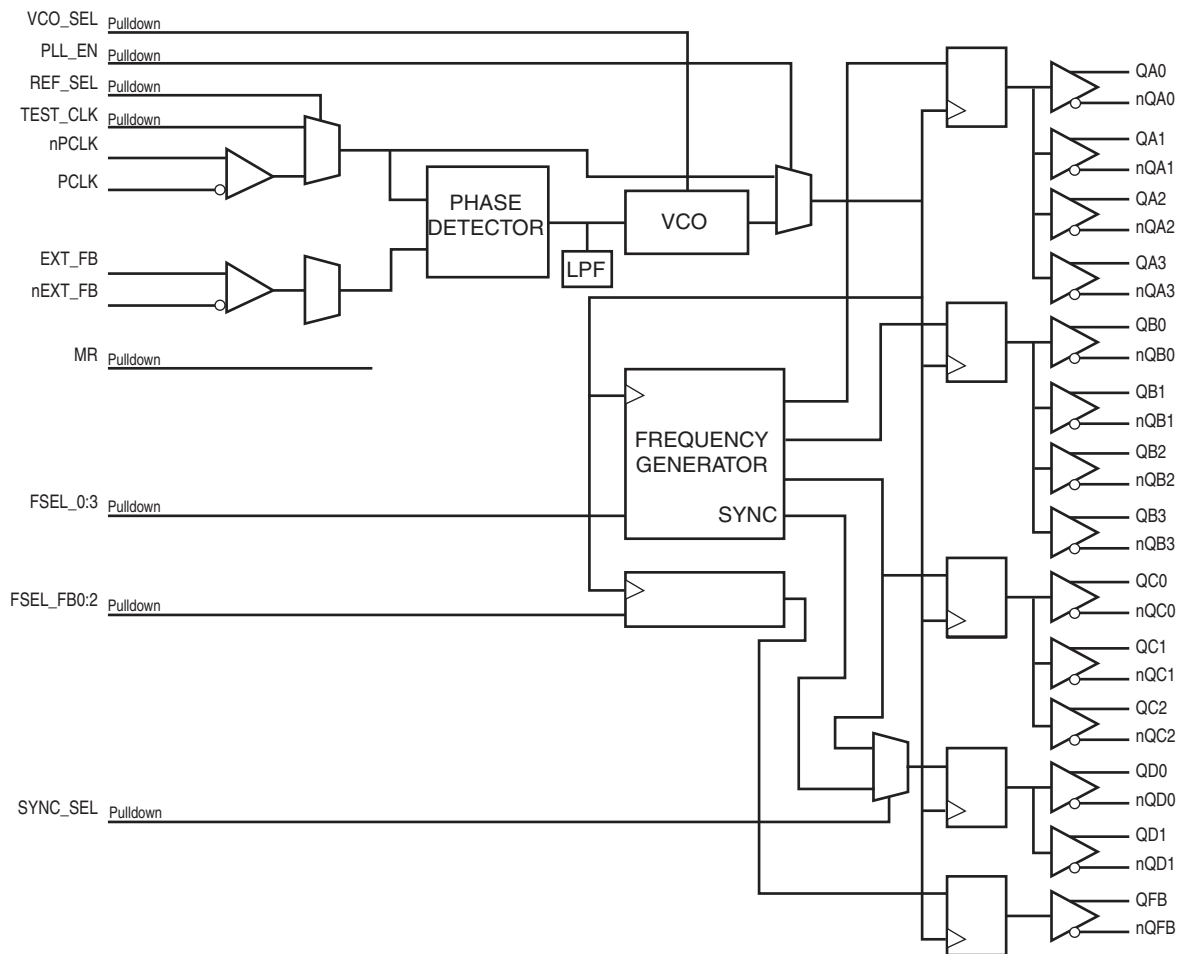 VCO_SEL Pulldown
PLL_EN Pulldown
REF_SEL Pulldown
TEST_CLK Pulldown
nPCLK
PCLK
EXT_FB
nEXT_FB
MR Pulldown
FSEL_0:3 Pulldown
FSEL_FB0:2 Pulldown
SYNC_SEL Pulldown
PHASE
DETECTOR
LPF
VCO
FREQUENCY
GENERATOR
SYNC
QA0
nQA0
QA1
nQA1
QA2
nQA2
QA3
nQA3
QB0
nQB0
QB1
nQB1
QB2
nQB2
QB3
nQB3
QC0
nQC0
QC1
nQC1
QC2
nQC2
QD0
nQD0
QD1
nQD1
QFB
nQFB